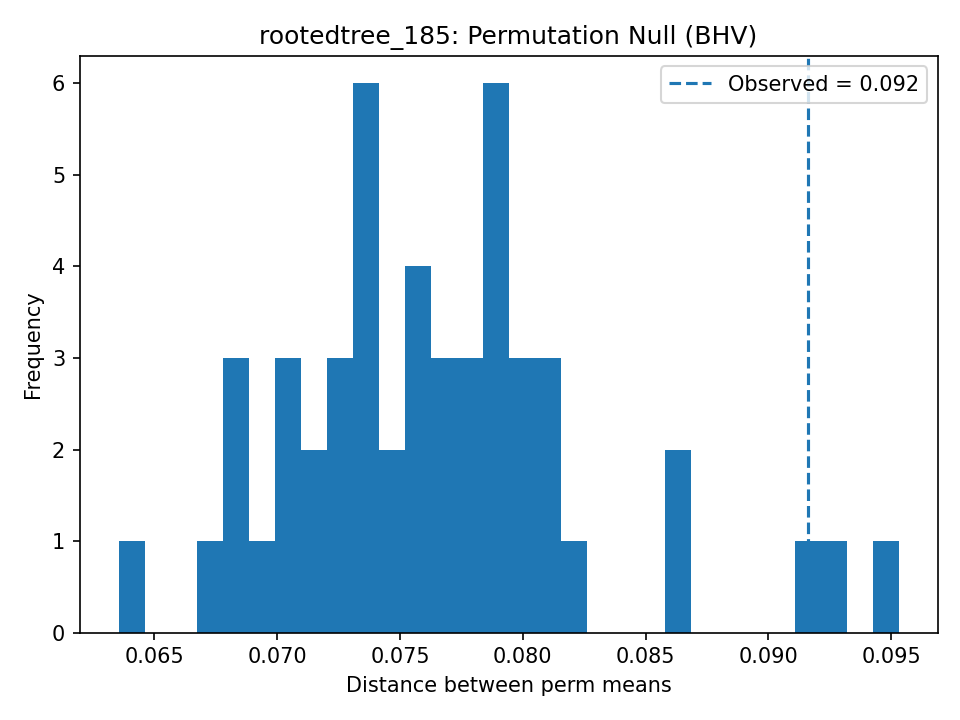 rootedtree_185: Permutation Null (BHV)
Observed = 0.092
Frequency
6
5
4
3
2
1
0
0.065 0.070 0.075 0.080 0.085 0.090 0.095
Distance between perm means